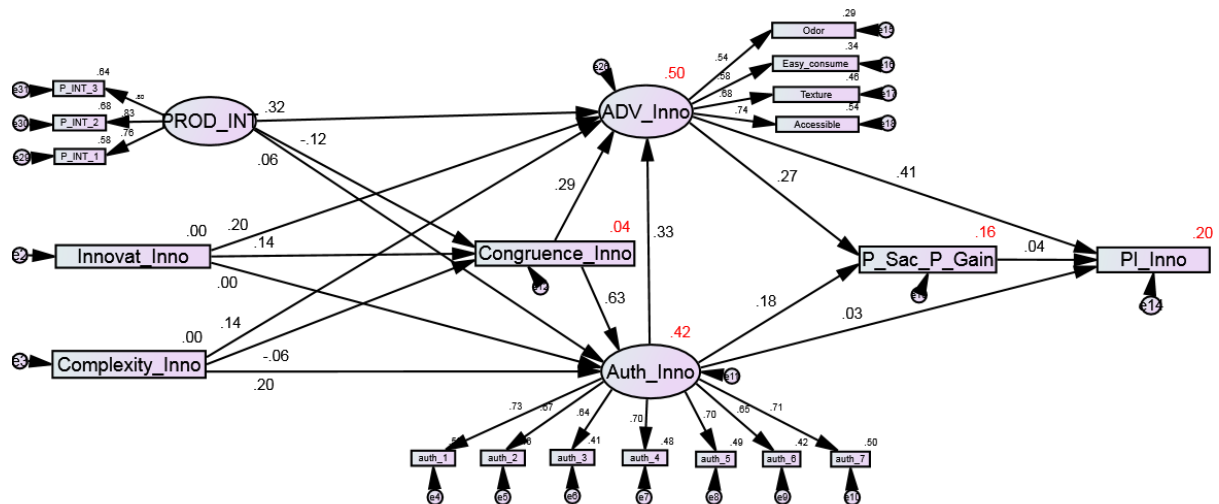 .29
Odor
e15
.54
.34
Easy_consume
e16
.58
.46
Texture
e17
.68
.54
Accessible
e18
.74
e26
.50
ADV_Inno
.64
e31
P_INT_3
.68
e30
P_INT_2
.83
.58
e29
P_INT_1
.76
PROD_INT
.32
-.12
.06
.29
.33
.27
.41
.00
e2
Innovat_Inno
.20
.14
.00
.04
Congruence_Inno
e12
.63
.16
P_Sac_P_Gain
.04
.20
PI_Inno
e14
.18
.03
.00
e3
Complexity_Inno
.14
-.06
.20
.42
Auth_Inno
e11
.73
.67
.64
.70
.70
.65
.71
.41
.48
.49
.42
.50
auth_1
auth_2
auth_3
auth_4
auth_5
auth_6
auth_7
e4
e5
e6
e7
e8
e9
e10